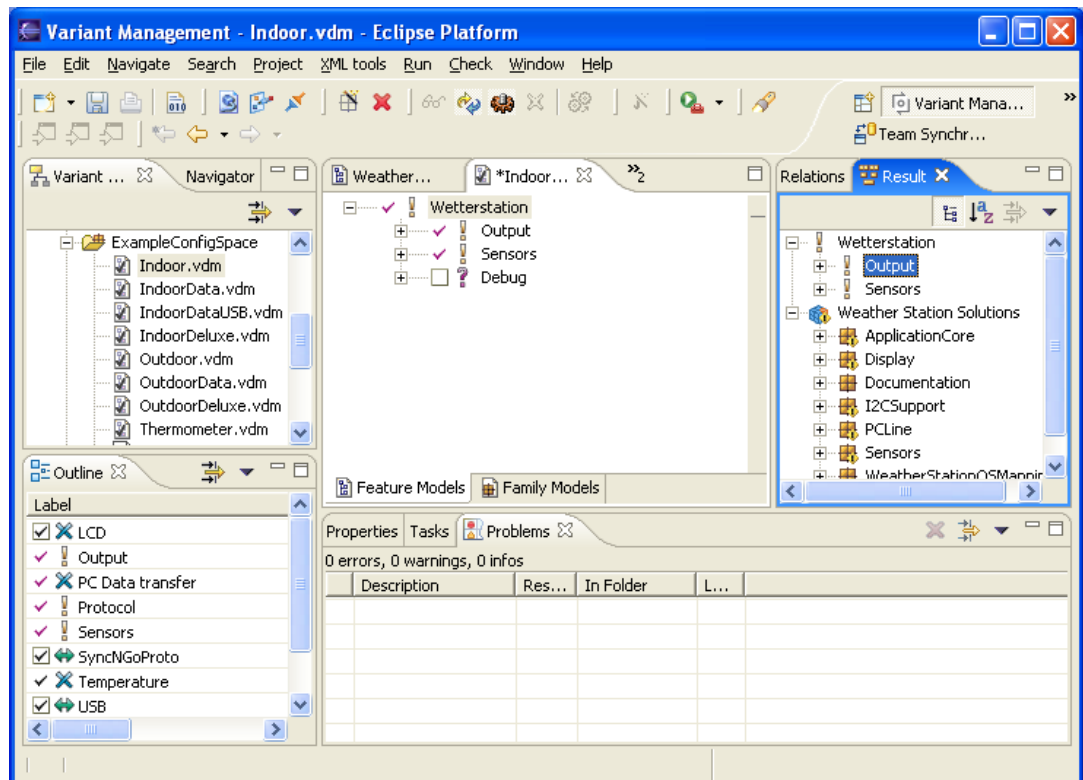 Variant Management - Indoor.vdm - Eclipse Platform
File Edit Navigate Search Project XML tools Run Check Window Help
010
Variant Mana... »
Team Synchr...
Variant ... Navigator
ExampleConfigSpace
Indoor.vdm
IndoorData.vdm
IndoorDataUSB.vdm
IndoorDeluxe.vdm
Outdoor.vdm
OutdoorData.vdm
OutdoorDeluxe.vdm
Thermometer.vdm
Weather... *Indoor... »2
Wetterstation
Output
Sensors
? Debug
Feature Models Family Models
Relations Result
a z
Wetterstation
Output
Sensors
Weather Station Solutions
ApplicationCore
Display
Documentation
I2CSupport
PCLine
Sensors
WeatherStationOSMappin
Outline
Label
LCD
Output
PC Data transfer
Protocol
Sensors
SyncNGoProto
Temperature
USB
Properties Tasks Problems
0 errors, 0 warnings, 0 infos
Description Res... In Folder L...